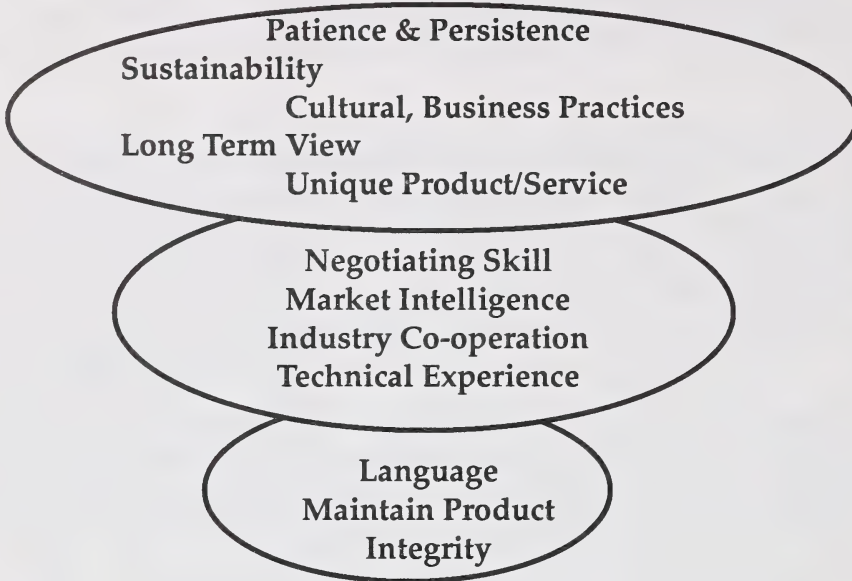 Patience & Persistence
Sustainability
Cultural, Business Practices
Long Term View
Unique Product/Service
Negotiating Skill
Market Intelligence
Industry Co-operation
Technical Experience
Language
Maintain Product
Integrity